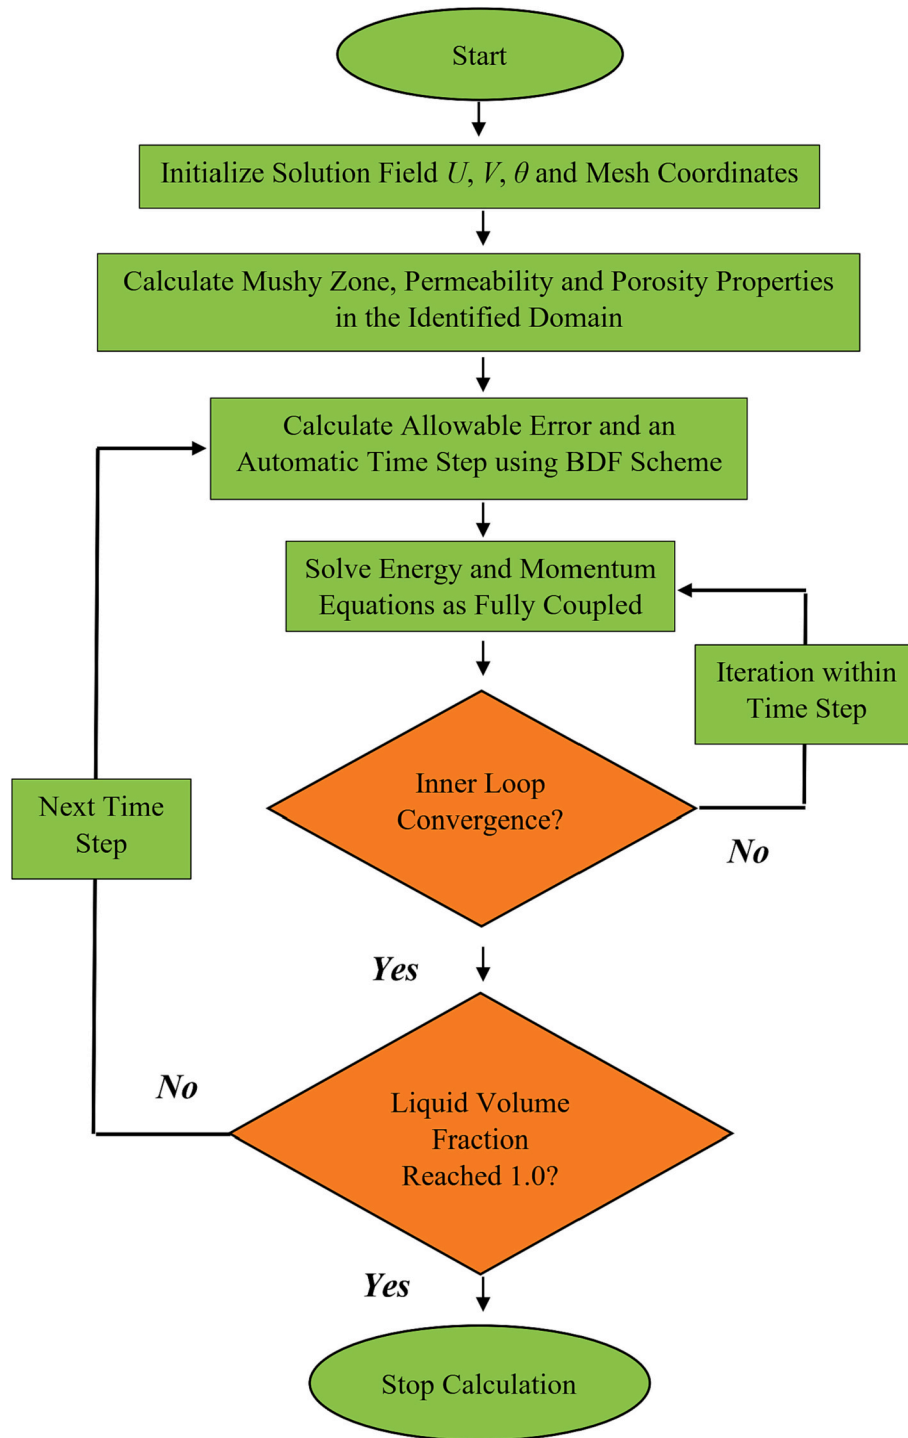 Start
Initialize Solution Field U, V, θ and Mesh Coordinates
Calculate Mushy Zone, Permeability and Porosity Properties
in the Identified Domain
Calculate Allowable Error and an
Automatic Time Step using BDF Scheme
Solve Energy and Momentum
Equations as Fully Coupled
Iteration within
Time Step
Inner Loop
Convergence?
No
Next Time
Step
Yes
No
Liquid Volume
Fraction
Reached 1.0?
Yes
Stop Calculation